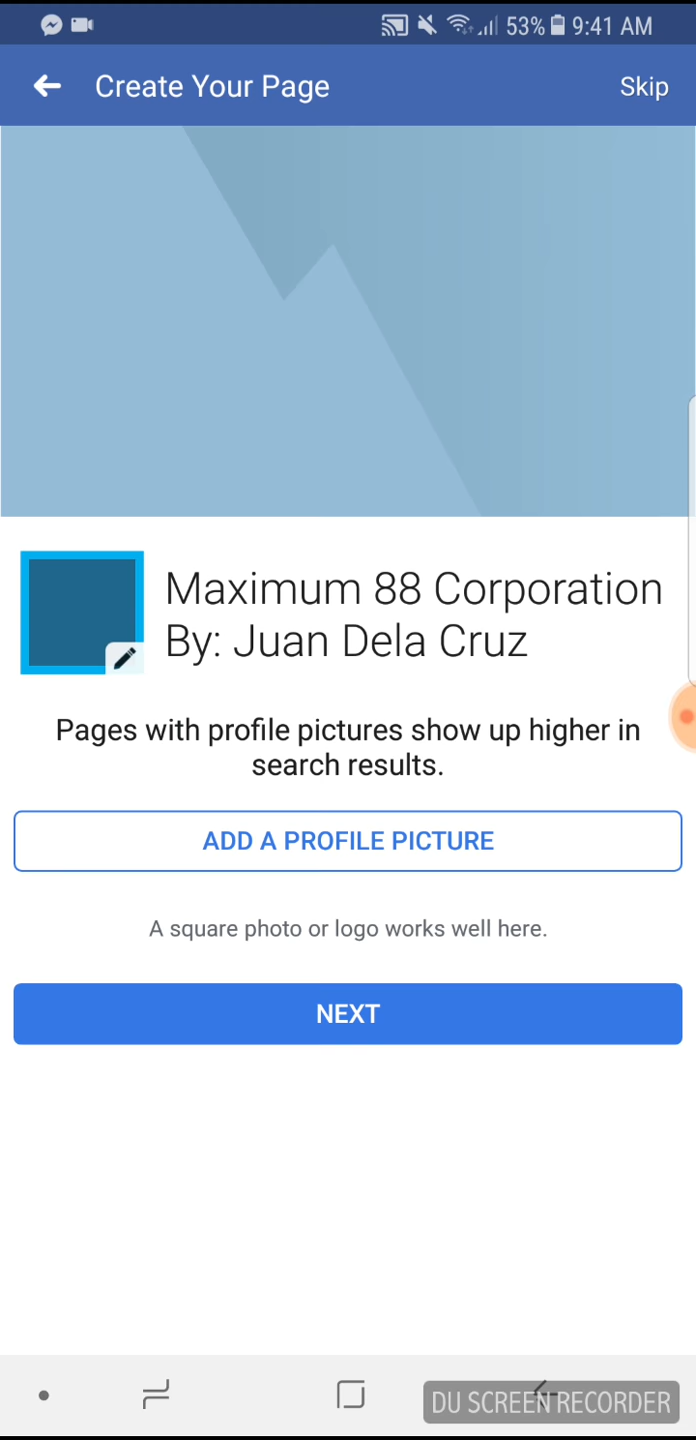 53% 9:41 AM
Create Your Page Skip
Maximum 88 Corporation
By: Juan Dela Cruz
Pages with profile pictures show up higher in
search results.
ADD A PROFILE PICTURE
A square photo or logo works well here.
NEXT
DU SCREEN RECORDER